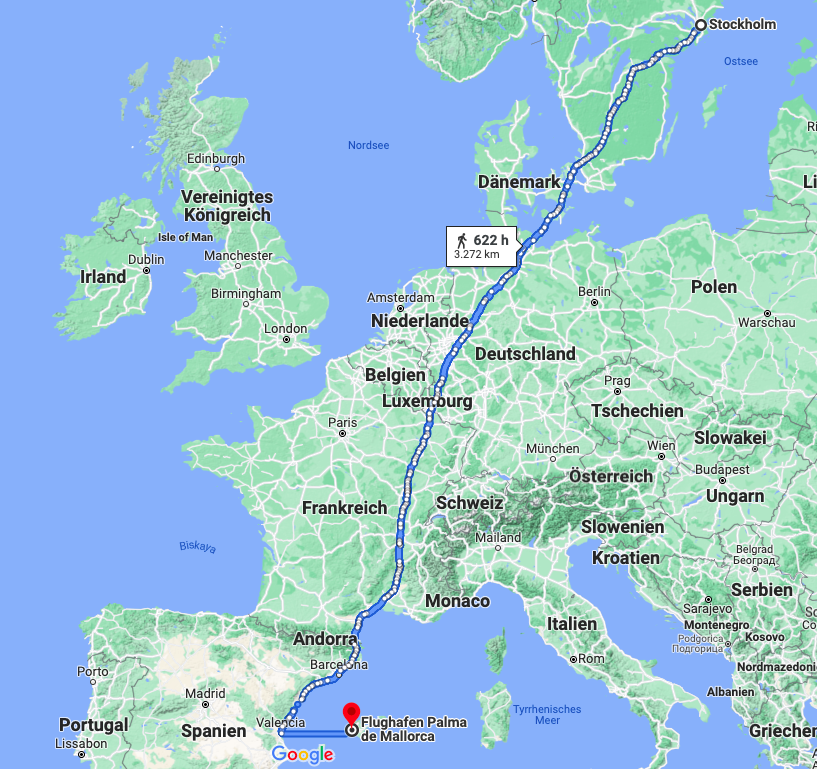 Stockholm
Ostsee
Nordsee
Ri
Edinburgh
Dänemark
Li
Vereinigtes
Königreich
Isle of Man
622 h
3.272 km
Dublin
Manchester
Irland
Polen
Birmingham
Amsterdam
Berlin
Niederlande
Warschau
London
Deutschland
Belgien
Prag
Luxemburg
Tschechien
Paris
Slowakei
München
Wien
Budapest
Österreich
Ungarn
Frankreich
Schweiz
Slowenien
Mailand
Biskaya
Kroatien
Belgrad
Београд
Serbien
Monaco
Sarajevo
Co
Italien
Montenegro
Andorra
Kosovo
Podgorica
Подгорица
Barcelona
Rom
Nordmazedoni
Porto
Madrid
Albanien
Tyrrhenisches
Meer
Valencia
Flughafen Palma
de Mallorca
Portugal
Spanien
Griechen
Lissabon
Google